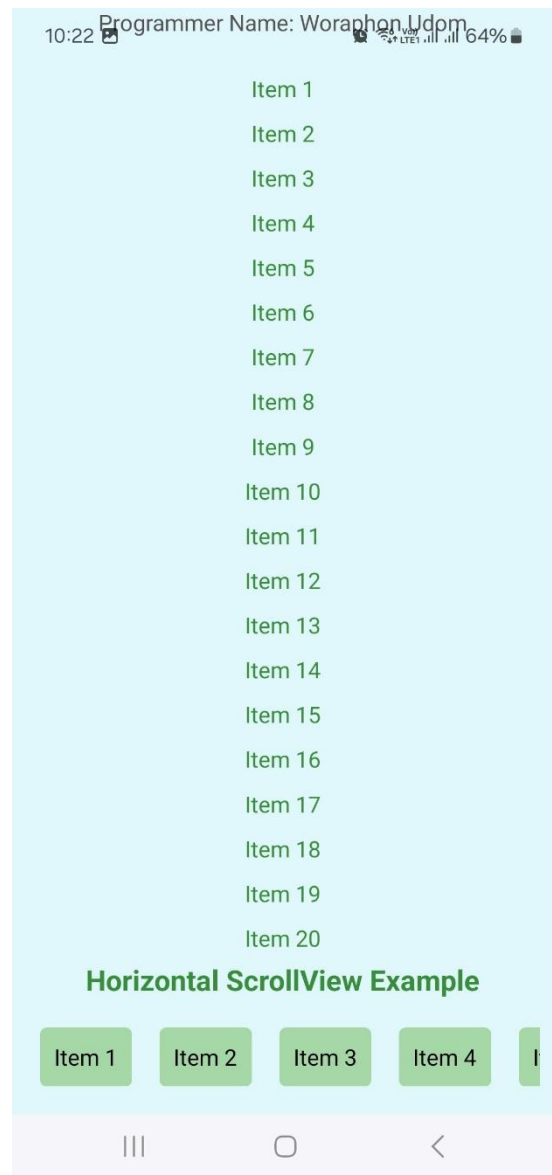 Programmer Name: Woraphon Udom
10:22 VoD LTE1 64%
Item 1
Item 2
Item 3
Item 4
Item 5
Item 6
Item 7
Item 8
Item 9
Item 10
Item 11
Item 12
Item 13
Item 14
Item 15
Item 16
Item 17
Item 18
Item 19
Item 20
Horizontal ScrollView Example
Item 1 Item 2 Item 3 Item 4 I